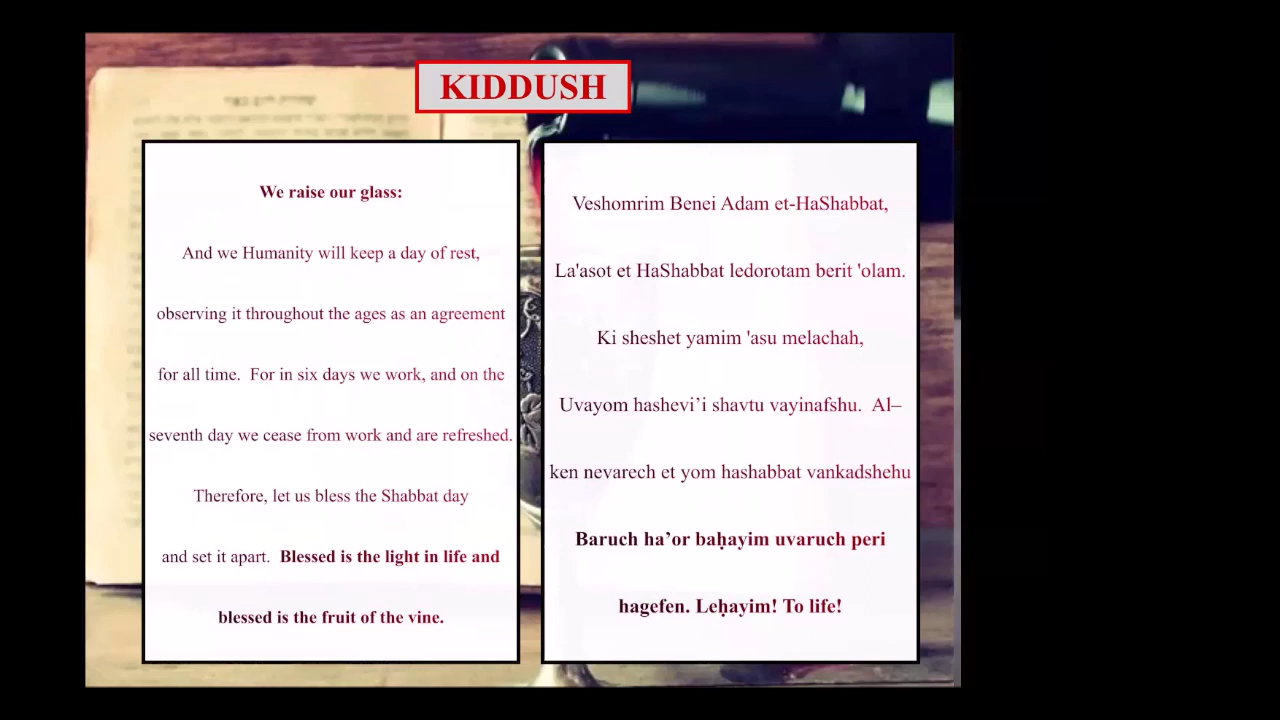 KIDDUSH
We raise our glass:
And we Humanity will keep a day of rest,
observing it throughout the ages as an agreement
for all time.  For in six days we work, and on the
seventh day we cease from work and are refreshed.
Therefore, let us bless the Shabbat day
and set it apart.  Blessed is the light in life and
blessed is the fruit of the vine.
Veshomrim Benei Adam et-HaShabbat,
La'asot et HaShabbat ledorotam berit 'olam.
Ki sheshet yamim 'asu melachah,
Uvayom hashevi’i shavtu vayinafshu.  Al–
ken nevarech et yom hashabbat vankadshehu
Baruch ha’or baḥayim uvaruch peri
hagefen. Leḥayim! To life!